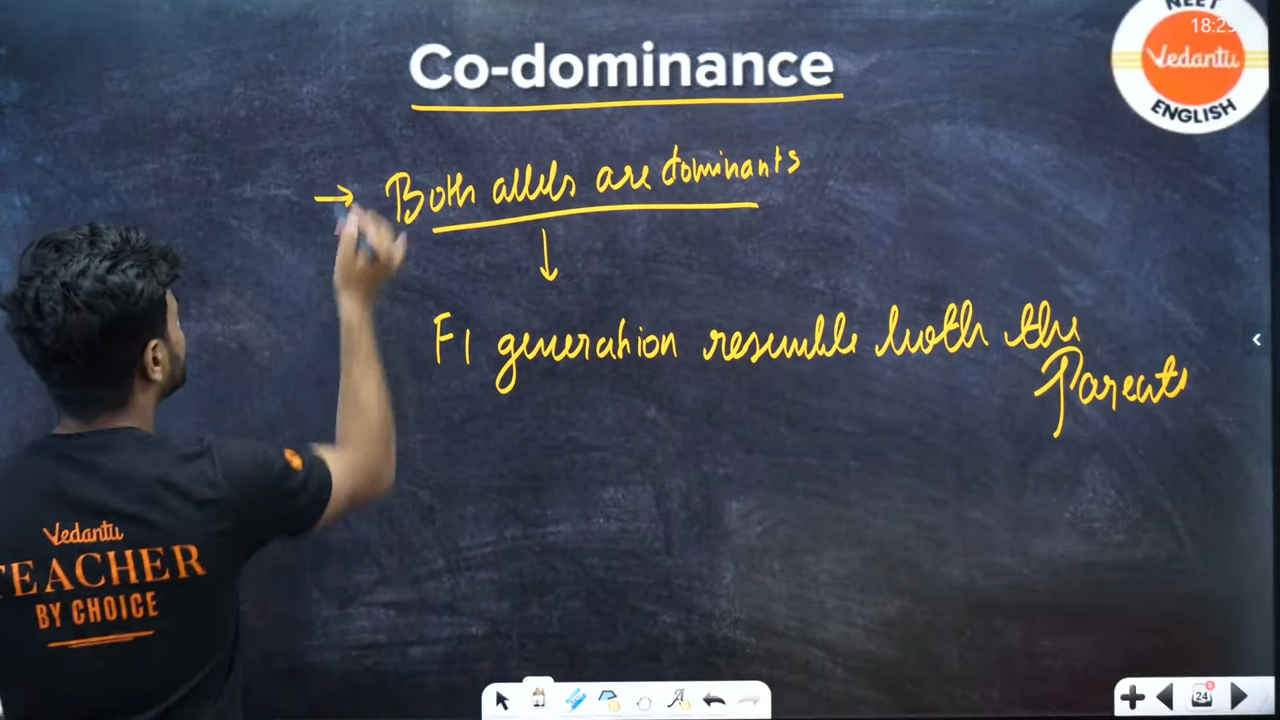 NEET
18:29
Vedantu
ENGLISH
Co-dominance
→ Both allels are dominants
↓
F1 generation resemble both the
Parents
Vedantu
TEACHER
BY CHOICE
24